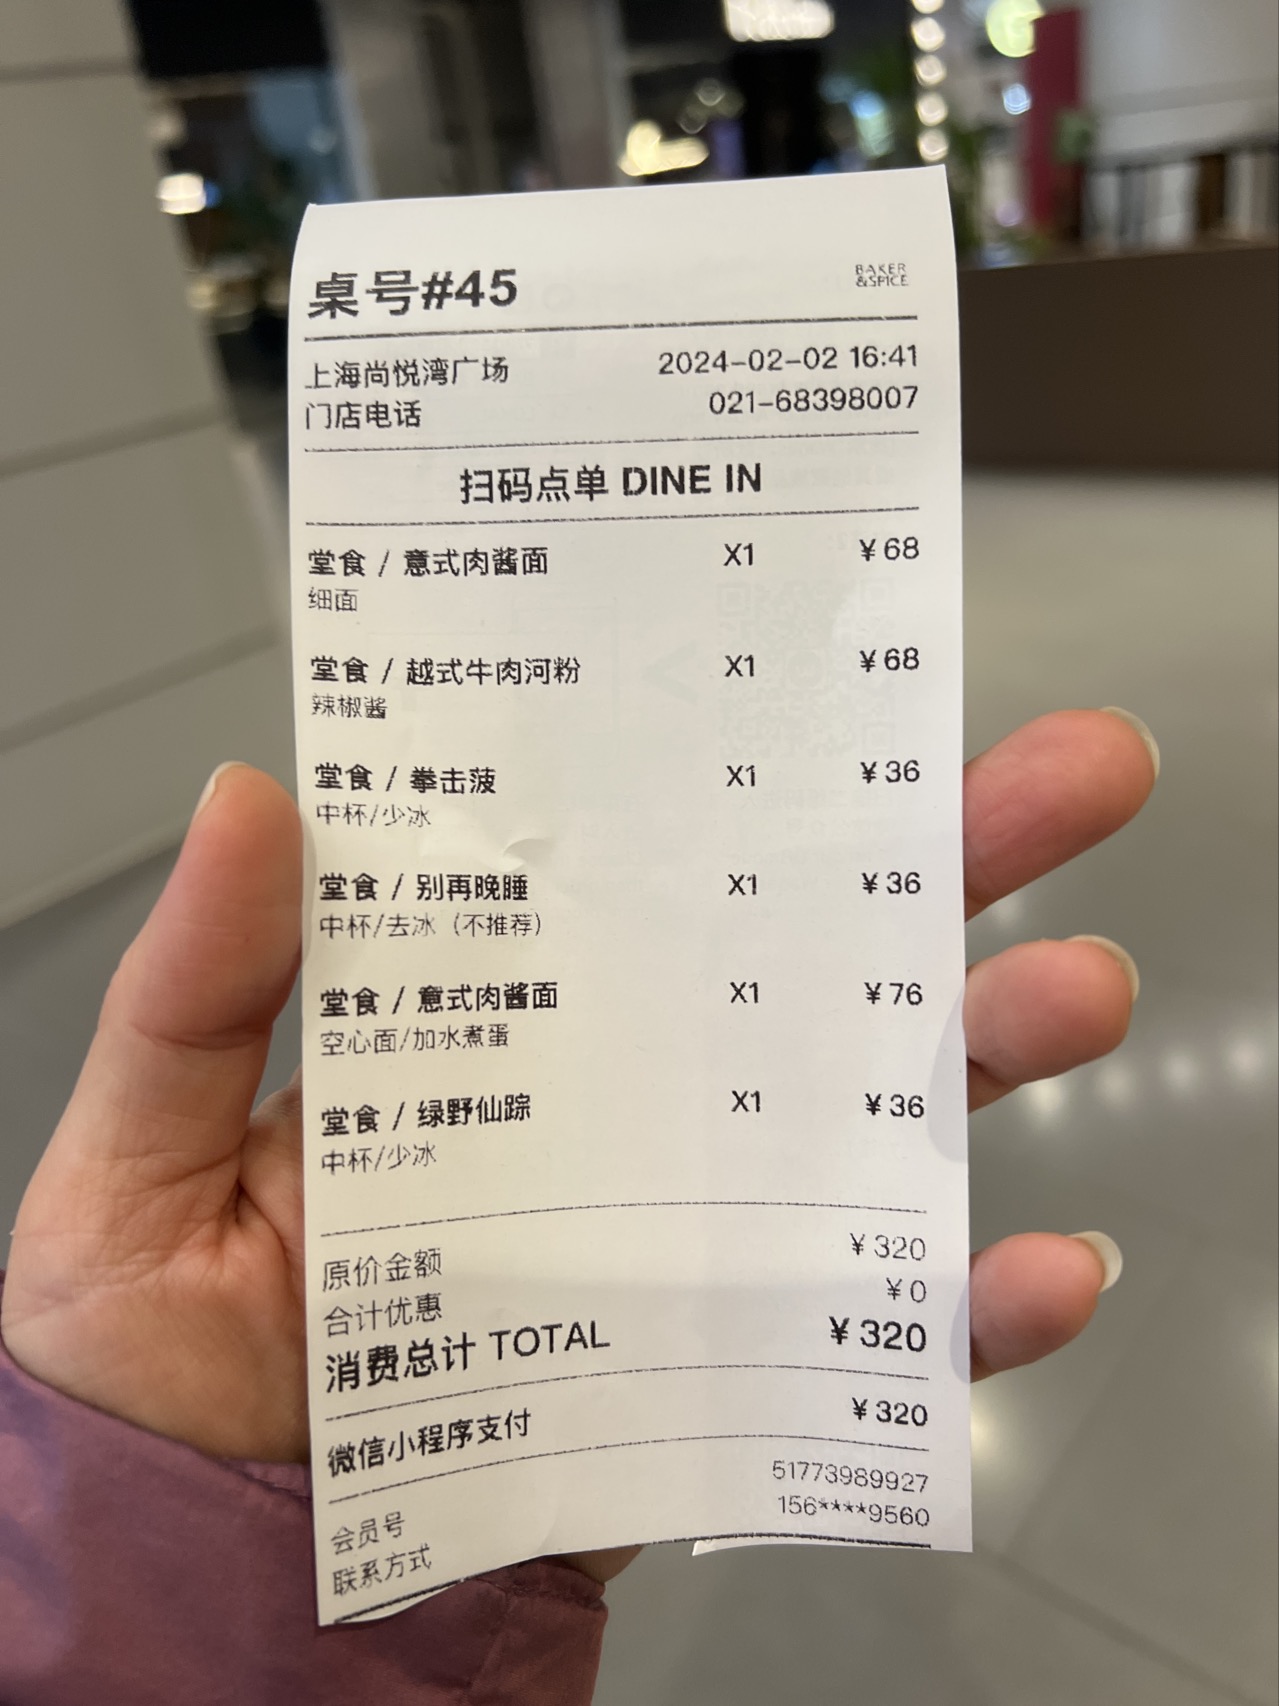 桌号#45
BAKER
&SPICE
上海尚悦湾广场 2024-02-02 16:41
门店电话 021-68398007
扫码点单 DINE IN
堂食 / 意式肉酱面 X1 ¥68
细面
堂食 / 越式牛肉河粉 X1 ¥68
辣椒酱
堂食 / 拳击菠 X1 ¥36
中杯/少冰
堂食 / 别再晚睡 X1 ¥36
中杯/去冰（不推荐）
堂食 / 意式肉酱面 X1 ¥76
空心面/加水煮蛋
堂食 / 绿野仙踪 X1 ¥36
中杯/少冰
原价金额 ¥320
合计优惠 ¥0
消费总计 TOTAL ¥320
微信小程序支付 ¥320
会员号 51773989927
联系方式 156****9560